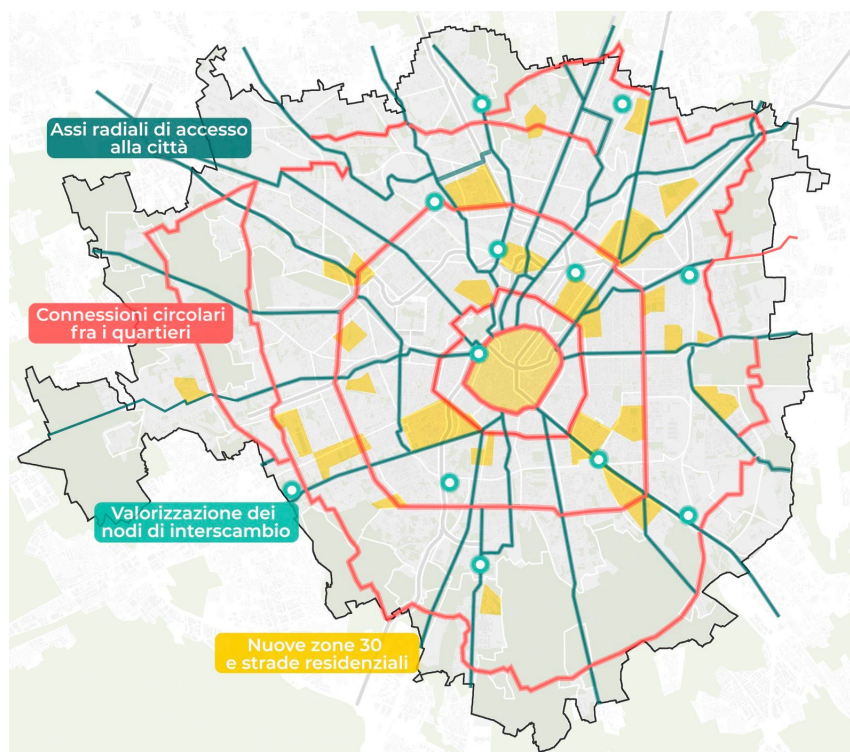 Assi radiali di accesso
alla città
Connessioni circolari
fra i quartieri
Valorizzazione dei
nodi di interscambio
Nuove zone 30
e strade residenziali